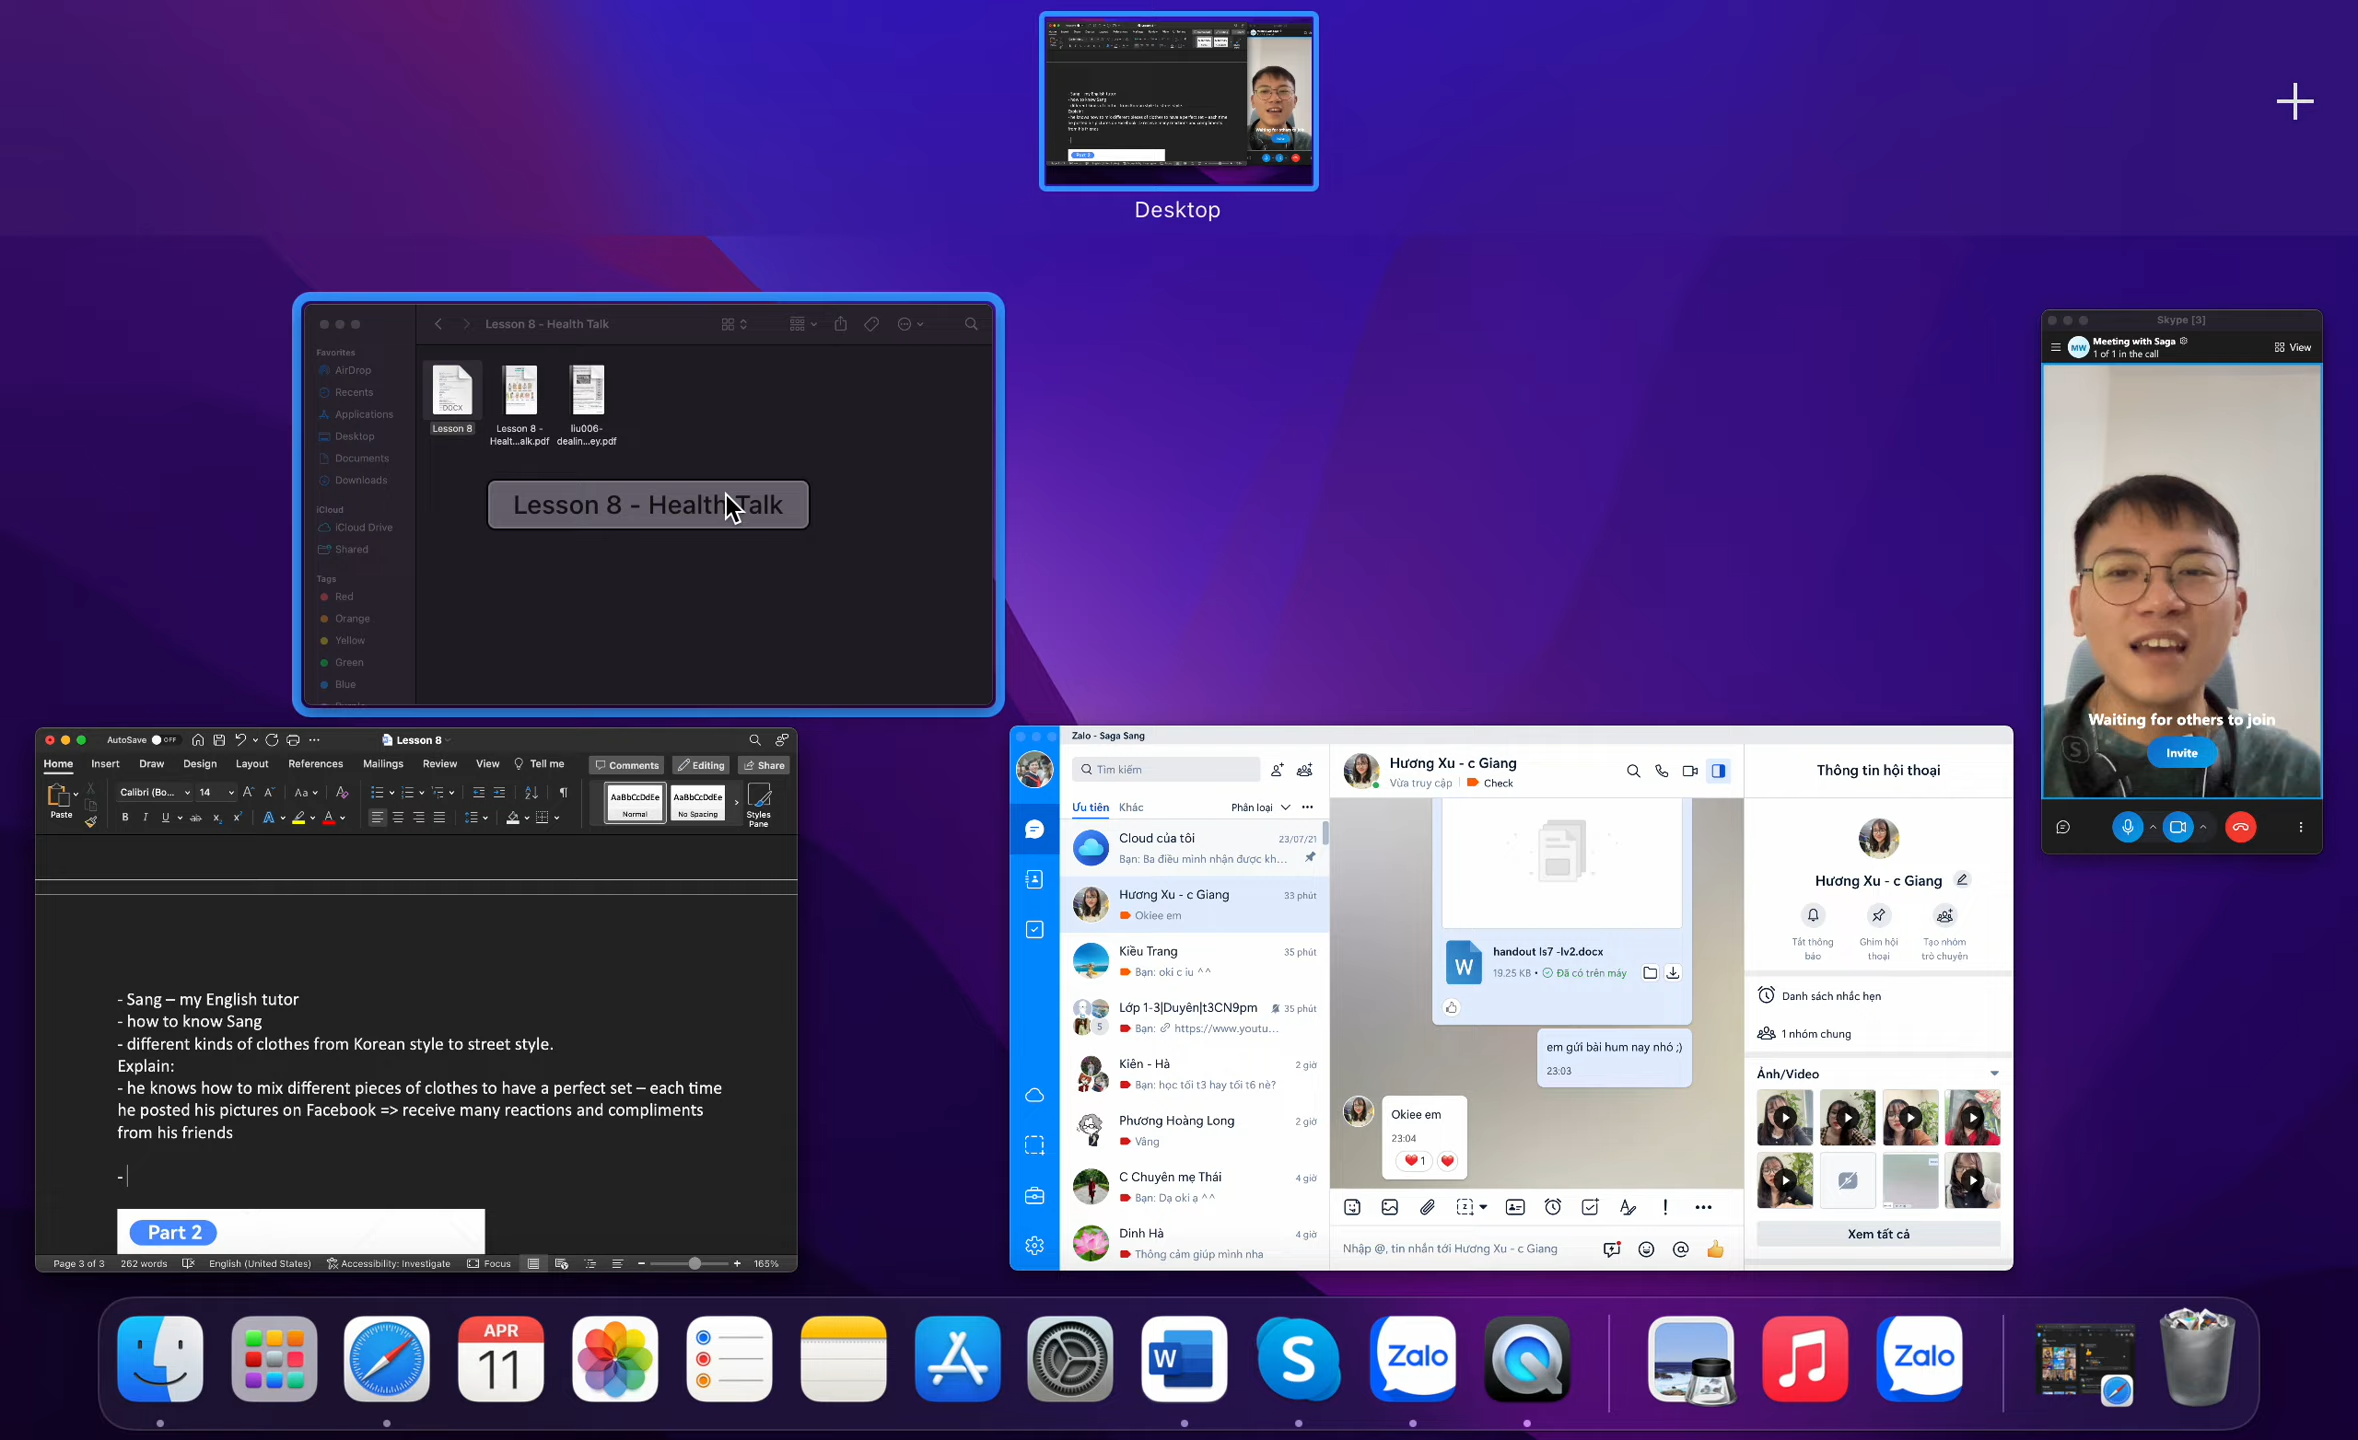 Desktop
Lesson 8 - Health Talk
Favorites
AirDrop
Recents
Applications
Desktop
Documents
Downloads
iCloud
iCloud Drive
Shared
Tags
Red
Orange
Yellow
Green
Blue
DOCX
Lesson 8
Lesson 8 -
Healt...alk.pdf
liu006-
dealin...ey.pdf
Lesson 8 - Health Talk
Skype [3]
MW
Meeting with Saga
1 of 1 in the call
View
Waiting for others to join
Invite
AutoSave OFF
Lesson 8
Home Insert Draw Design Layout References Mailings Review View Tell me
Comments Editing Share
Paste
Calibri (Bo... 14
AaBbCcDdEe
Normal
AaBbCcDdEe
No Spacing
Styles
Pane
- Sang – my English tutor
- how to know Sang
- different kinds of clothes from Korean style to street style.
Explain:
- he knows how to mix different pieces of clothes to have a perfect set – each time
he posted his pictures on Facebook => receive many reactions and compliments
from his friends
-
Part 2
Page 3 of 3 262 words English (United States) Accessibility: Investigate Focus 165%
Zalo - Saga Sang
Tìm kiếm
Ưu tiên Khác Phân loại
Cloud của tôi 23/07/21
Bạn: Ba điều mình nhận được kh...
Hương Xu - c Giang 33 phút
Okiee em
Kiều Trang 35 phút
Bạn: oki c iu ^^
Lớp 1-3|Duyên|t3CN9pm 35 phút
5
Bạn: https://www.youtu...
Kiên - Hà 2 giờ
Bạn: học tối t3 hay tối t6 nè?
Phương Hoàng Long 2 giờ
Vâng
C Chuyên mẹ Thái 4 giờ
Bạn: Dạ oki ạ ^^
Dinh Hà 4 giờ
Thông cảm giúp mình nha
Hương Xu - c Giang
Vừa truy cập Check
handout ls7 -lv2.docx
19.25 KB • Đã có trên máy
em gửi bài hum nay nhó ;)
23:03
Okiee em
23:04
1
Nhập @, tin nhắn tới Hương Xu - c Giang
Thông tin hội thoại
Hương Xu - c Giang
Tắt thông
báo
Ghim hội
thoại
Tạo nhóm
trò chuyện
Danh sách nhắc hẹn
1 nhóm chung
Ảnh/Video
Xem tất cả
APR
11
W
S
Zalo
Zalo